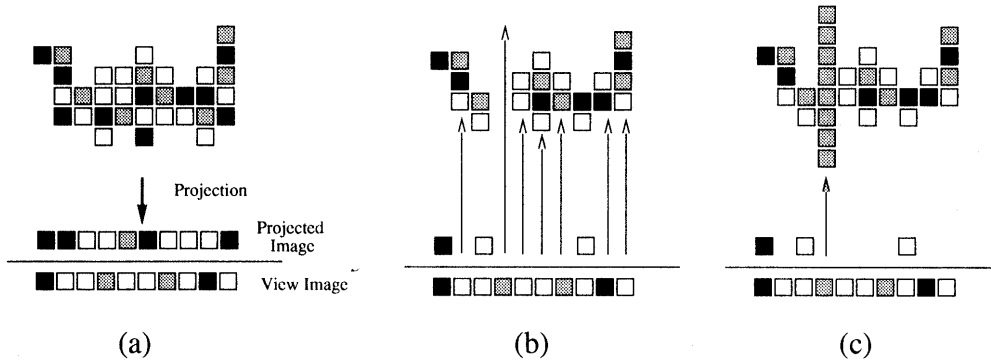 Projection
Projected
Image
View Image
(a)
(b)
(c)